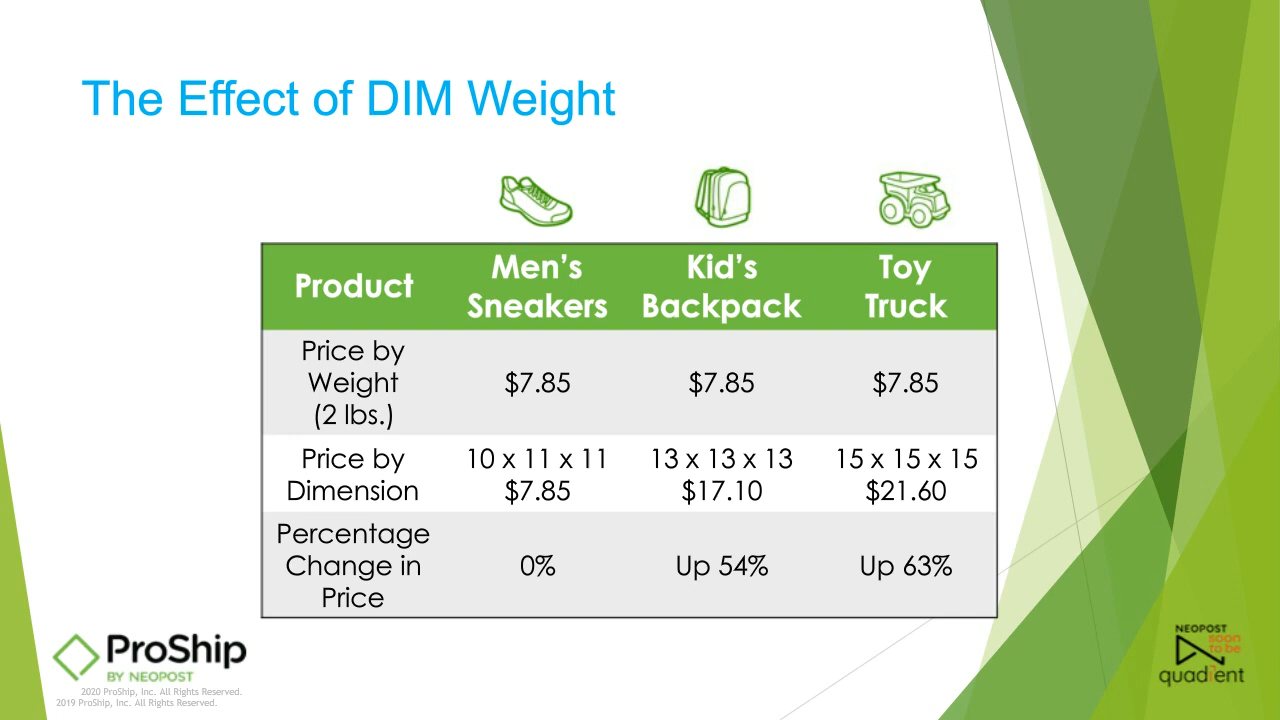 The Effect of DIM Weight
Product
Men's
Sneakers
Kid's
Backpack
Toy
Truck
Price by
Weight
(2 lbs.)
$7.85
$7.85
$7.85
Price by
Dimension
10 x 11 x 11
$7.85
13 x 13 x 13
$17.10
15 x 15 x 15
$21.60
Percentage
Change in
Price
0%
Up 54%
Up 63%
ProShip
BY NEOPOST
2020 ProShip, Inc. All Rights Reserved.
2019 ProShip, Inc. All Rights Reserved.
NEOPOST
soon
to be
quadient